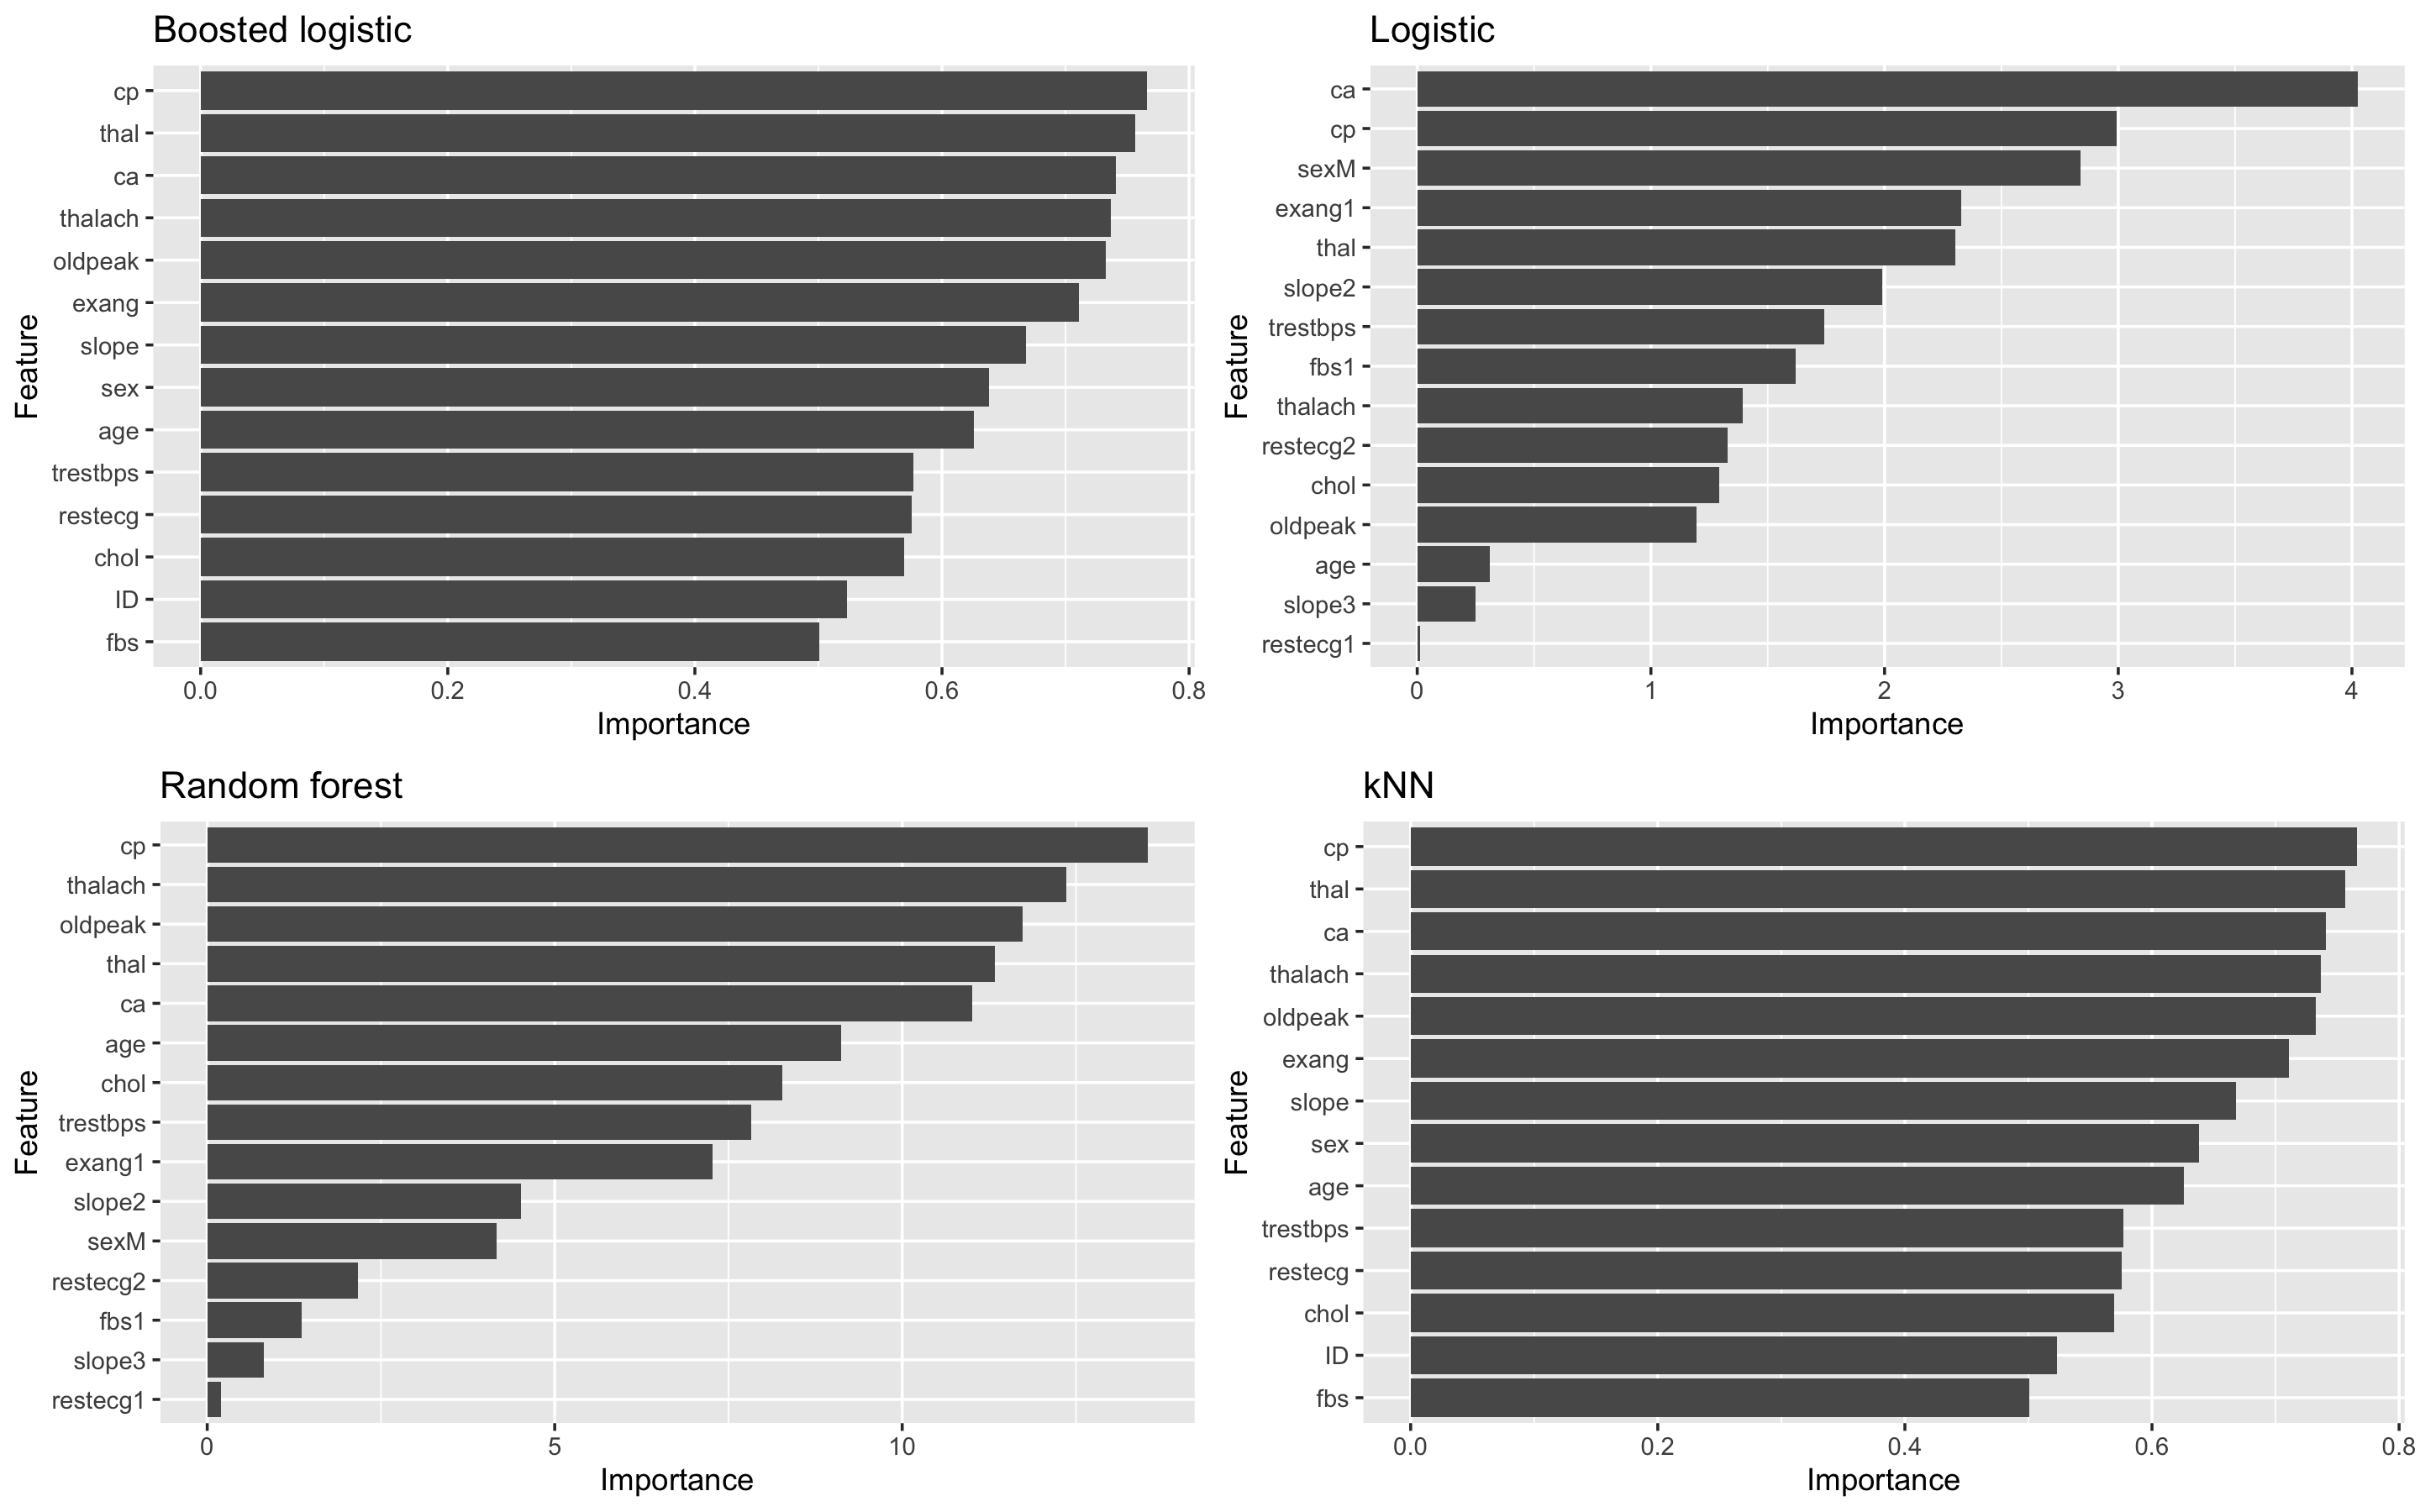 Boosted logistic
Feature
cp
thal
ca
thalach
oldpeak
exang
slope
sex
age
trestbps
restecg
chol
ID
fbs
0.0 0.2 0.4 0.6 0.8
Importance
Logistic
Feature
ca
cp
sexM
exang1
thal
slope2
trestbps
fbs1
thalach
restecg2
chol
oldpeak
age
slope3
restecg1
0 1 2 3 4
Importance
Random forest
Feature
cp
thalach
oldpeak
thal
ca
age
chol
trestbps
exang1
slope2
sexM
restecg2
fbs1
slope3
restecg1
0 5 10
Importance
kNN
Feature
cp
thal
ca
thalach
oldpeak
exang
slope
sex
age
trestbps
restecg
chol
ID
fbs
0.0 0.2 0.4 0.6 0.8
Importance